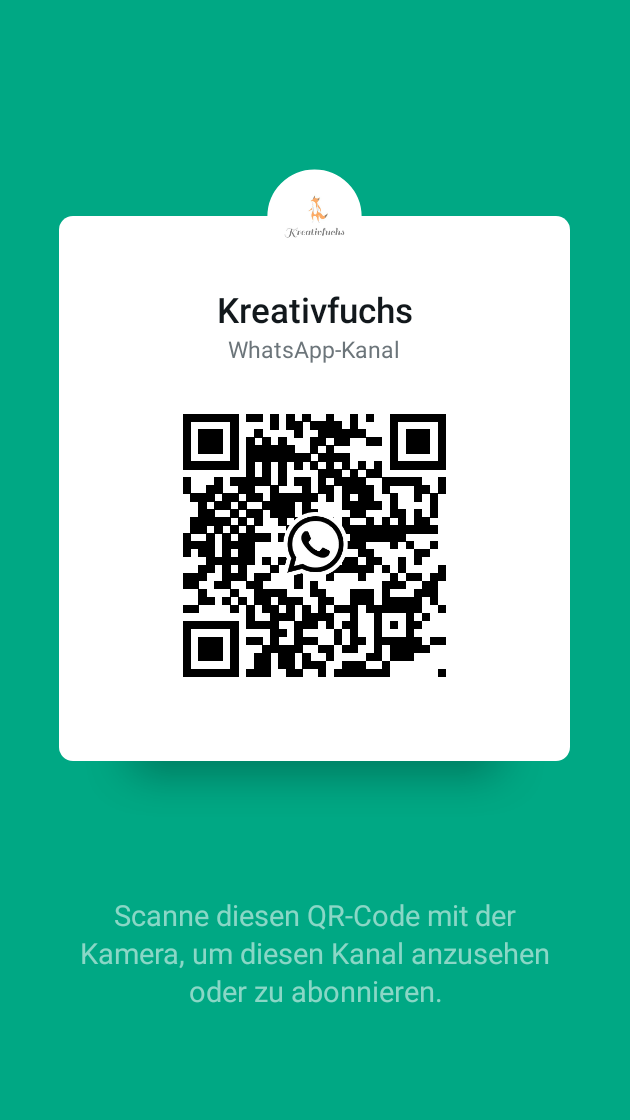 Kreativfuchs
Kreativfuchs
WhatsApp-Kanal
Scanne diesen QR-Code mit der
Kamera, um diesen Kanal anzusehen
oder zu abonnieren.